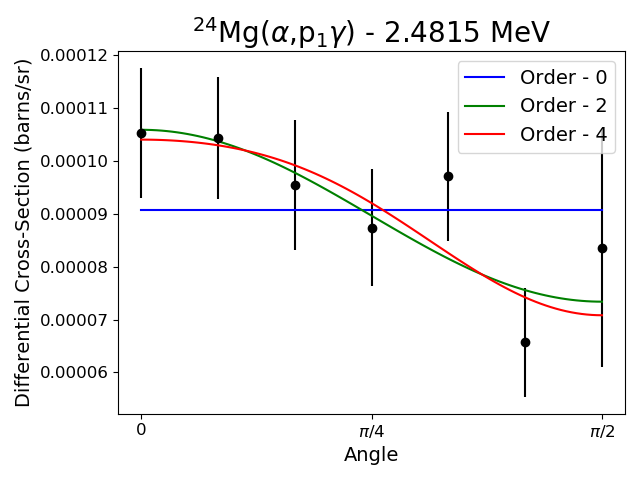 ²⁴Mg(α,p₁γ) - 2.4815 MeV
Differential Cross-Section (barns/sr)
0.00012
0.00011
0.00010
0.00009
0.00008
0.00007
0.00006
Order - 0
Order - 2
Order - 4
0
π/4
π/2
Angle